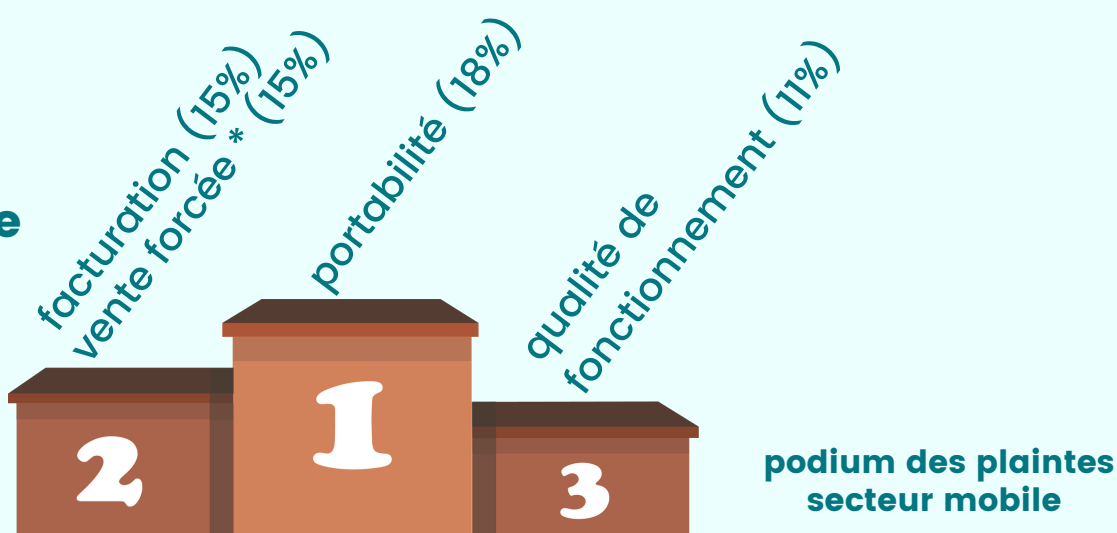 facturation (15%)
vente forcée * (15%)
portabilité (18%)
qualité de
fonctionnement (11%)
e
2
1
3
podium des plaintes
secteur mobile